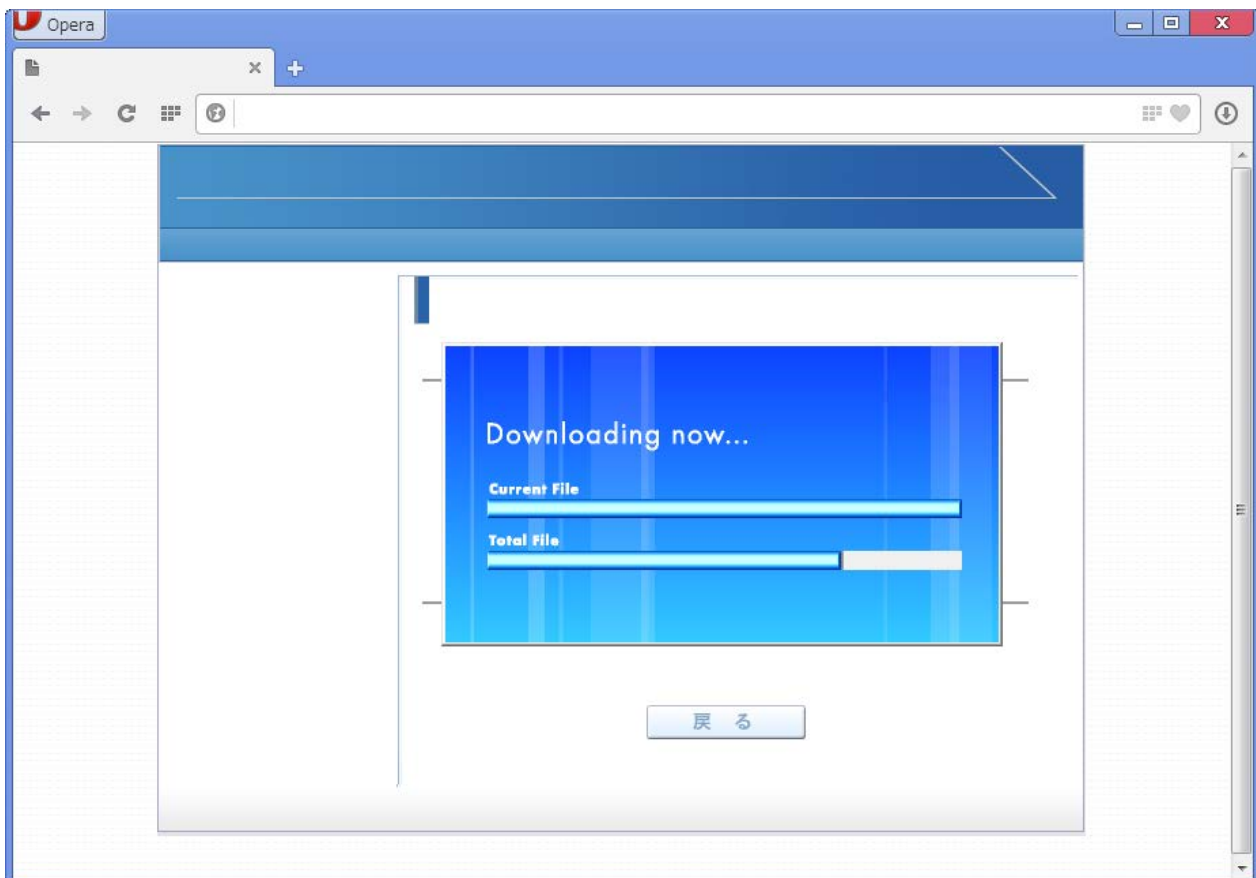 Opera
Downloading now...
Current File
Total File
戻 る